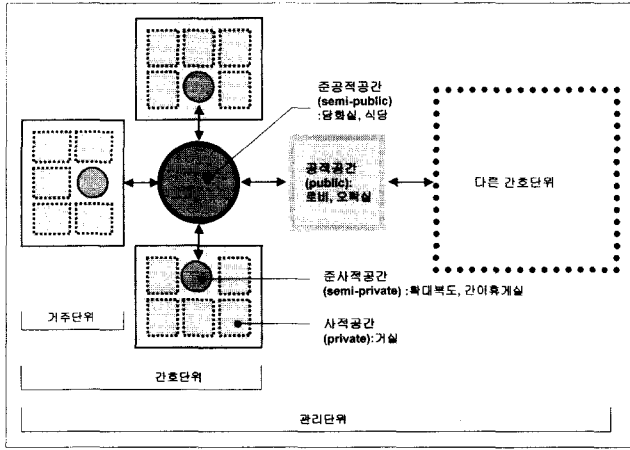 준공적공간
(semi-public)
:담화실, 식당
공적공간
(public):
로비, 오락실
다른 간호단위
준사적공간
(semi-private) :확대복도, 간이휴게실
사적공간
(private):거실
거주단위
간호단위
관리단위